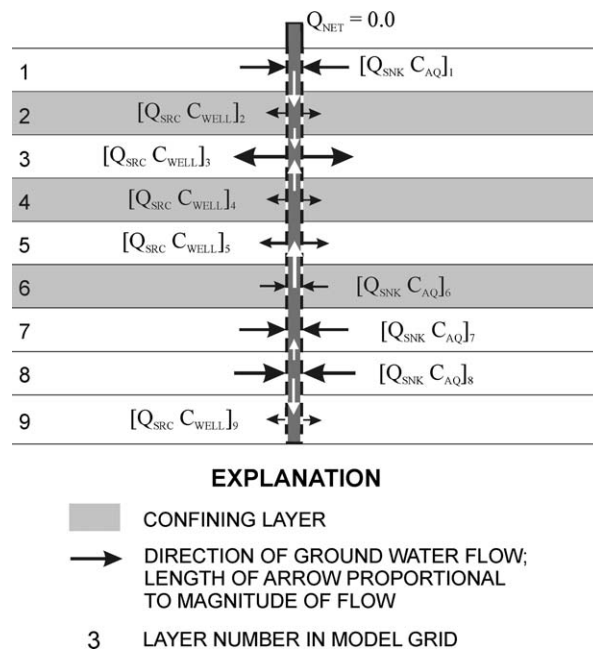 Q_NET = 0.0
1 [Q_SNK C_AQ]_1
2 [Q_SRC C_WELL]_2
3 [Q_SRC C_WELL]_3
4 [Q_SRC C_WELL]_4
5 [Q_SRC C_WELL]_5
6 [Q_SNK C_AQ]_6
7 [Q_SNK C_AQ]_7
8 [Q_SNK C_AQ]_8
9 [Q_SRC C_WELL]_9
EXPLANATION
CONFINING LAYER
DIRECTION OF GROUND WATER FLOW;
LENGTH OF ARROW PROPORTIONAL
TO MAGNITUDE OF FLOW
3 LAYER NUMBER IN MODEL GRID